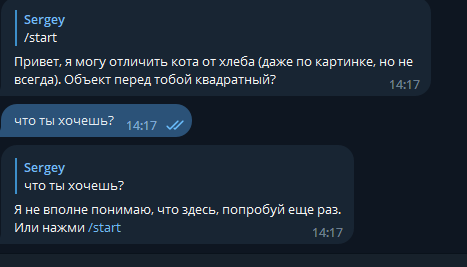 Sergey
/start
Привет, я могу отличить кота от хлеба (даже по картинке, но не
всегда). Объект перед тобой квадратный?
14:17
что ты хочешь? 14:17
Sergey
что ты хочешь?
Я не вполне понимаю, что здесь, попробуй еще раз.
Или нажми /start
14:17